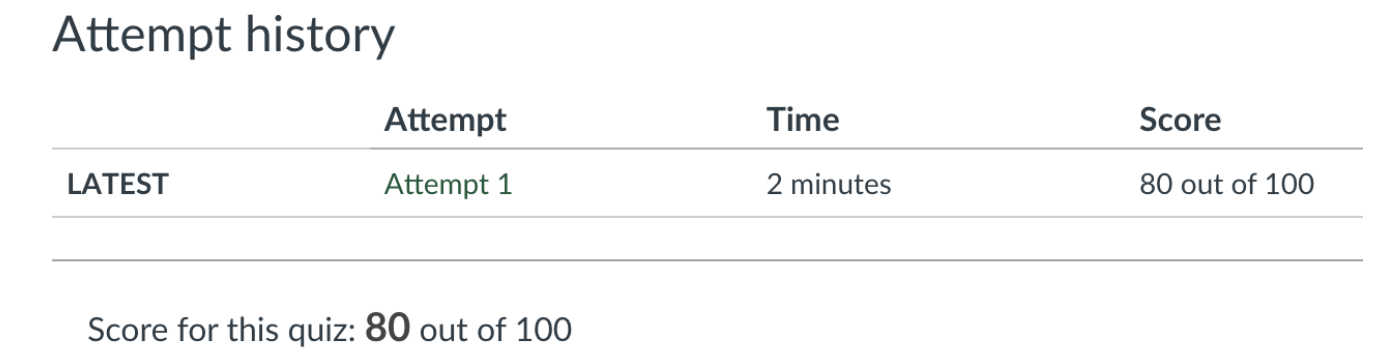 Attempt history
Attempt Time Score
LATEST Attempt 1 2 minutes 80 out of 100
Score for this quiz: 80 out of 100